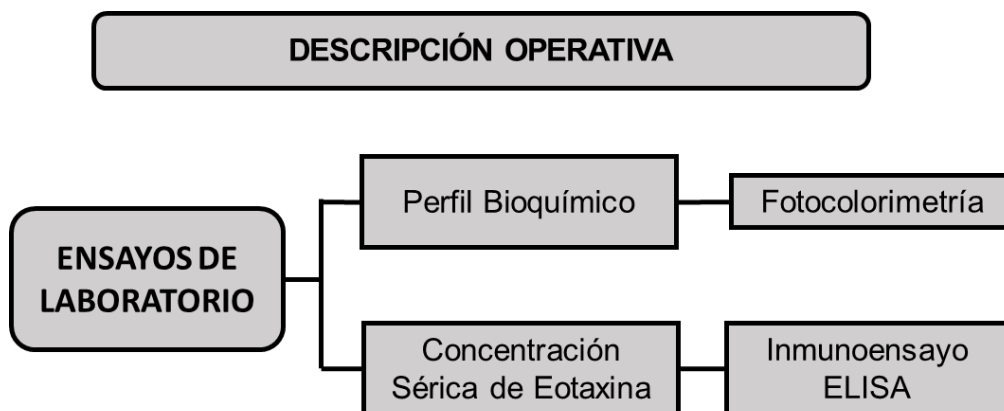 DESCRIPCIÓN OPERATIVA
Perfil Bioquímico
Fotocolorimetría
ENSAYOS DE
LABORATORIO
Concentración
Sérica de Eotaxina
Inmunoensayo
ELISA